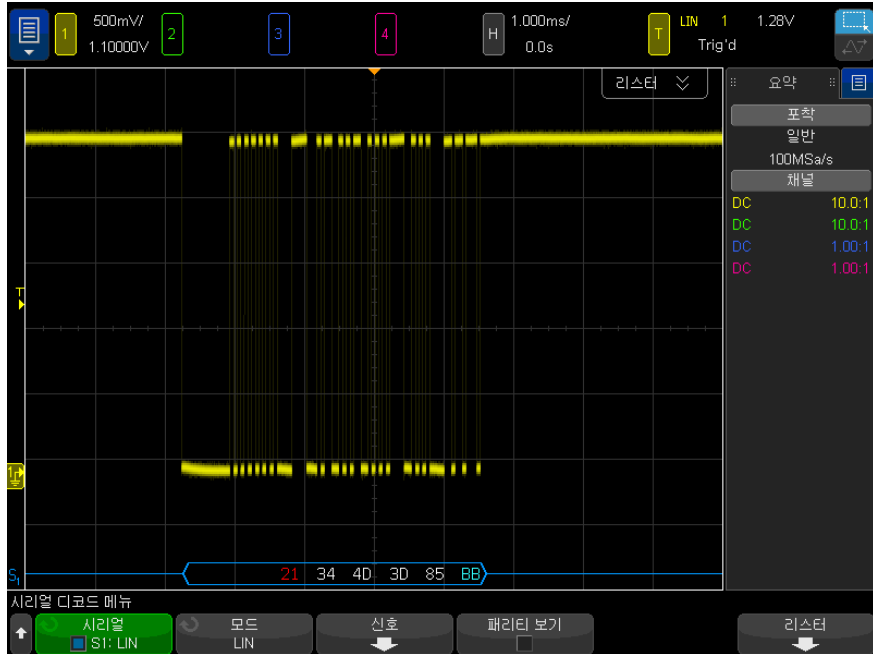 1 500mV/ 2 3 4 H 1.000ms/ T LIN 1 1.28V
1.10000V 0.0s Trig'd
리스터
요약
포착
일반
100MSa/s
채널
DC 10.0:1
DC 10.0:1
DC 1.00:1
DC 1.00:1
T
1
S1 21 34 4D 3D 85 BB
시리얼 디코드 메뉴
시리얼 모드 신호 패리티 보기 리스터
S1: LIN LIN